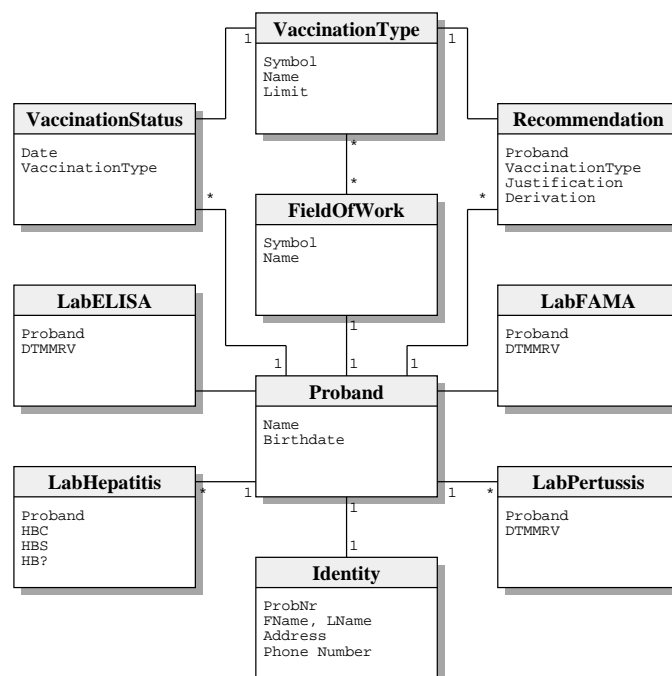 VaccinationType
1
1
Symbol
Name
Limit
VaccinationStatus
Date
VaccinationType
Recommendation
Proband
VaccinationType
Justification
Derivation
*
*
*
*
FieldOfWork
Symbol
Name
LabELISA
Proband
DTMMRV
LabFAMA
Proband
DTMMRV
1
1
1
1
Proband
Name
Birthdate
LabHepatitis
Proband
HBC
HBS
HB?
*
1
1
*
LabPertussis
Proband
DTMMRV
1
1
Identity
ProbNr
FName, LName
Address
Phone Number